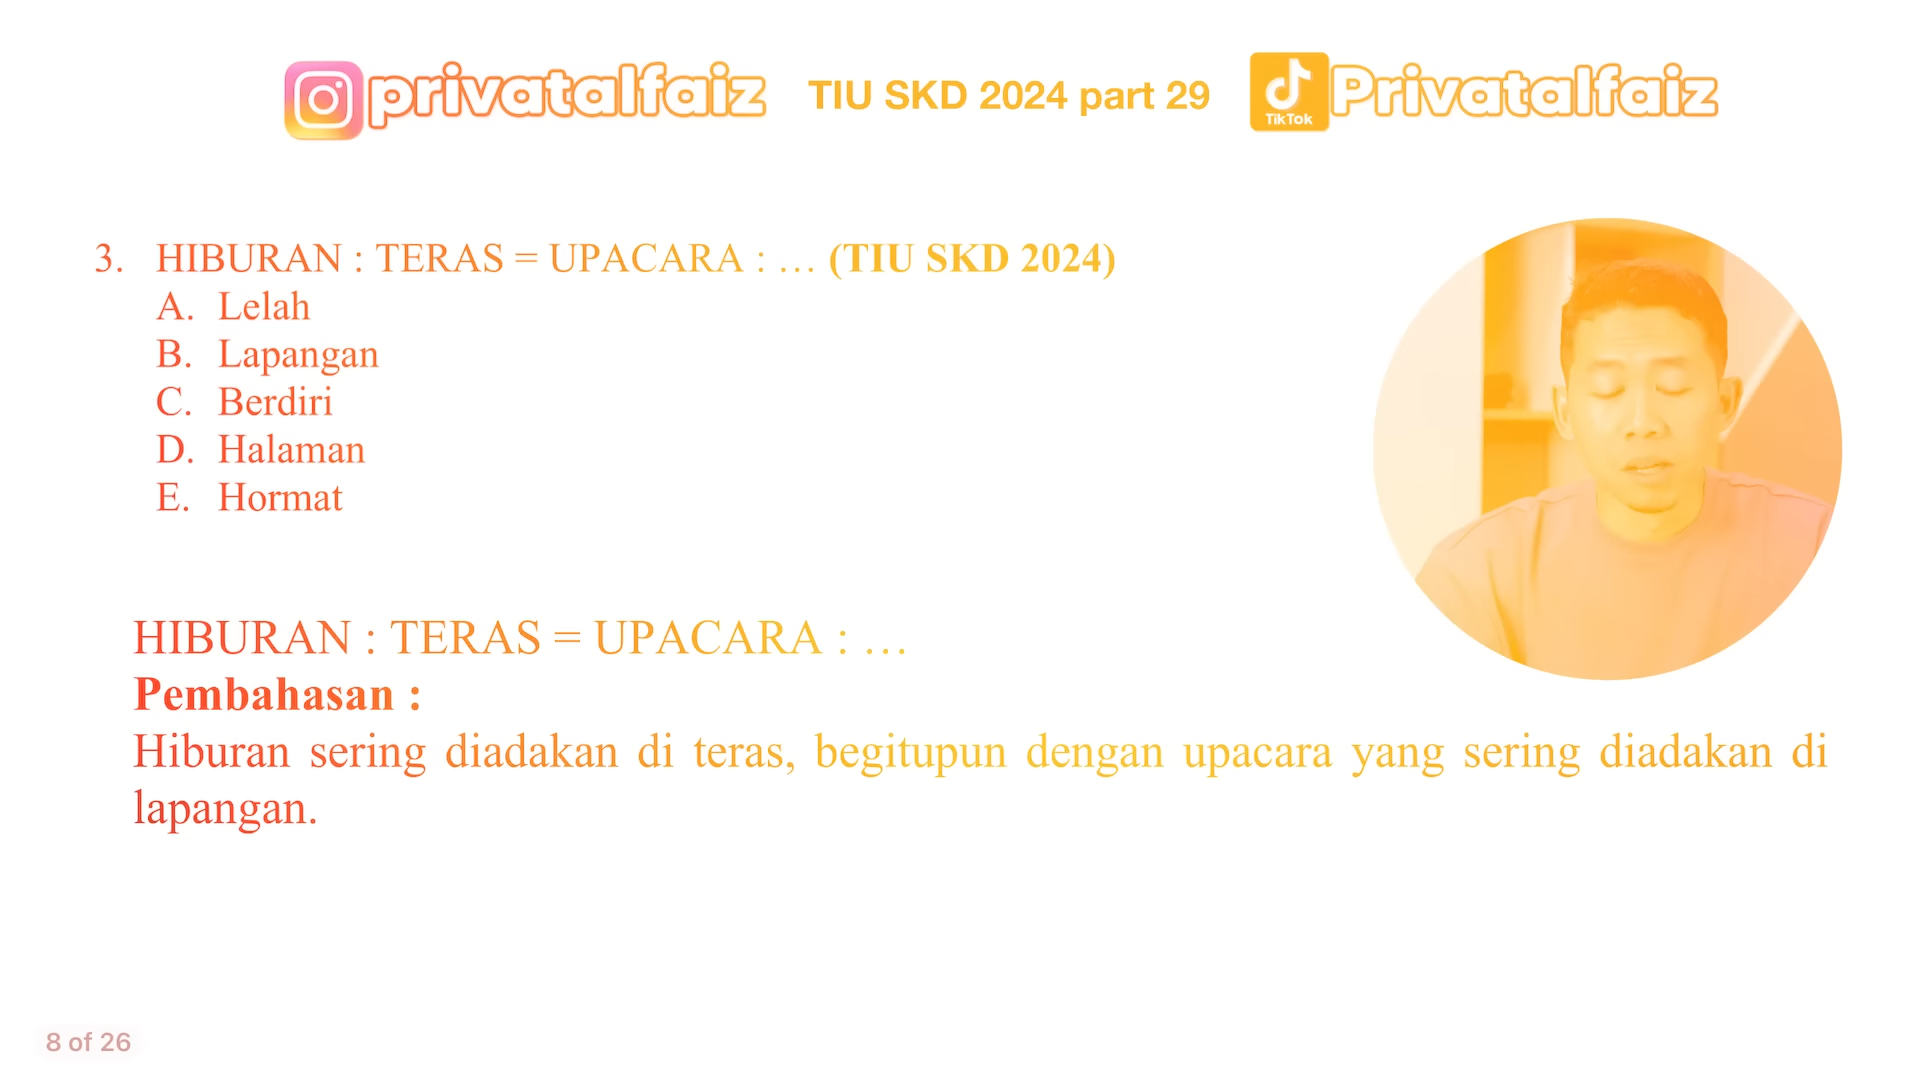 privatalfaiz TIU SKD 2024 part 29 TikTok Privatalfaiz
3. HIBURAN : TERAS = UPACARA : … (TIU SKD 2024)
A. Lelah
B. Lapangan
C. Berdiri
D. Halaman
E. Hormat
HIBURAN : TERAS = UPACARA : …
Pembahasan :
Hiburan sering diadakan di teras, begitupun dengan upacara yang sering diadakan di
lapangan.
8 of 26